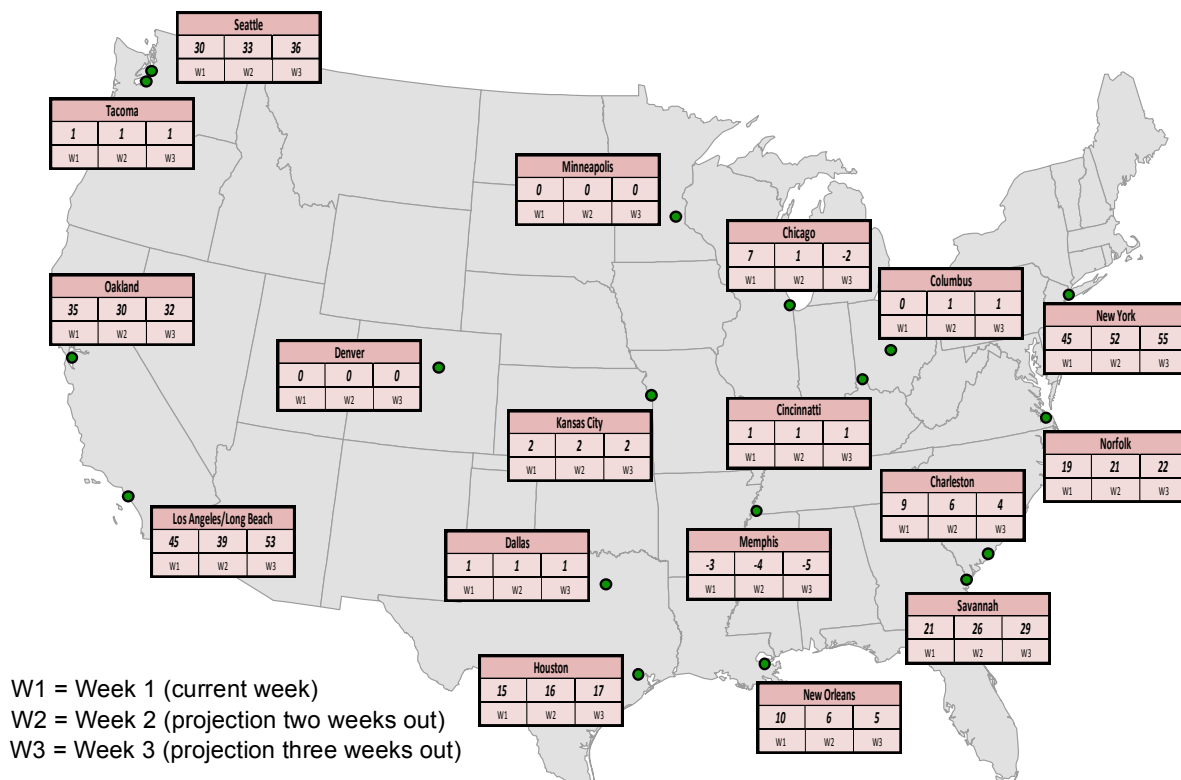 Seattle
30 33 36
W1 W2 W3
Tacoma
1 1 1
W1 W2 W3
Minneapolis
0 0 0
W1 W2 W3
Chicago
7 1 -2
W1 W2 W3
Columbus
0 1 1
W1 W2 W3
Oakland
35 30 32
W1 W2 W3
New York
45 52 55
W1 W2 W3
Denver
0 0 0
W1 W2 W3
Kansas City
2 2 2
W1 W2 W3
Cincinnatti
1 1 1
W1 W2 W3
Norfolk
19 21 22
W1 W2 W3
Charleston
9 6 4
W1 W2 W3
Los Angeles/Long Beach
45 39 53
W1 W2 W3
Dallas
1 1 1
W1 W2 W3
Memphis
-3 -4 -5
W1 W2 W3
Savannah
21 26 29
W1 W2 W3
Houston
15 16 17
W1 W2 W3
New Orleans
10 6 5
W1 W2 W3
W1 = Week 1 (current week)
W2 = Week 2 (projection two weeks out)
W3 = Week 3 (projection three weeks out)